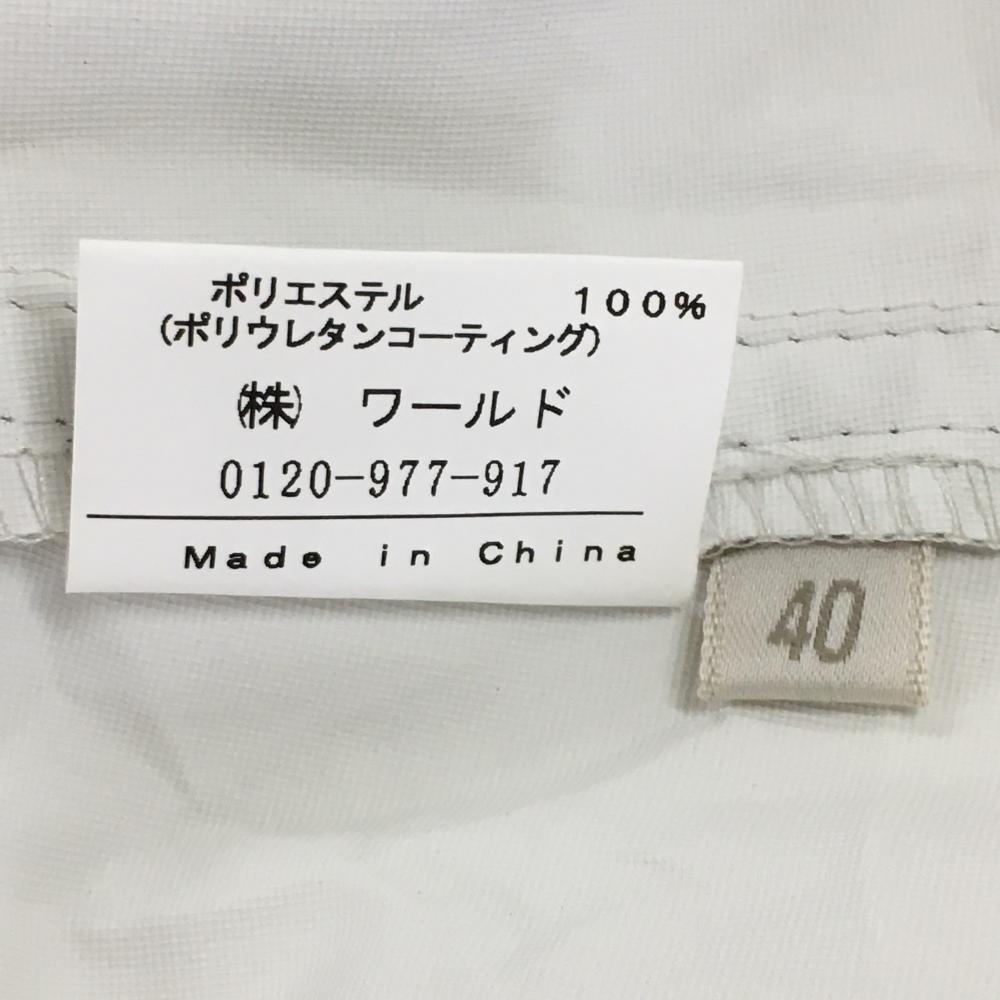 ポリエステル 100%
(ポリウレタンコーティング)
㈱ ワールド
0120-977-917
Made in China
40